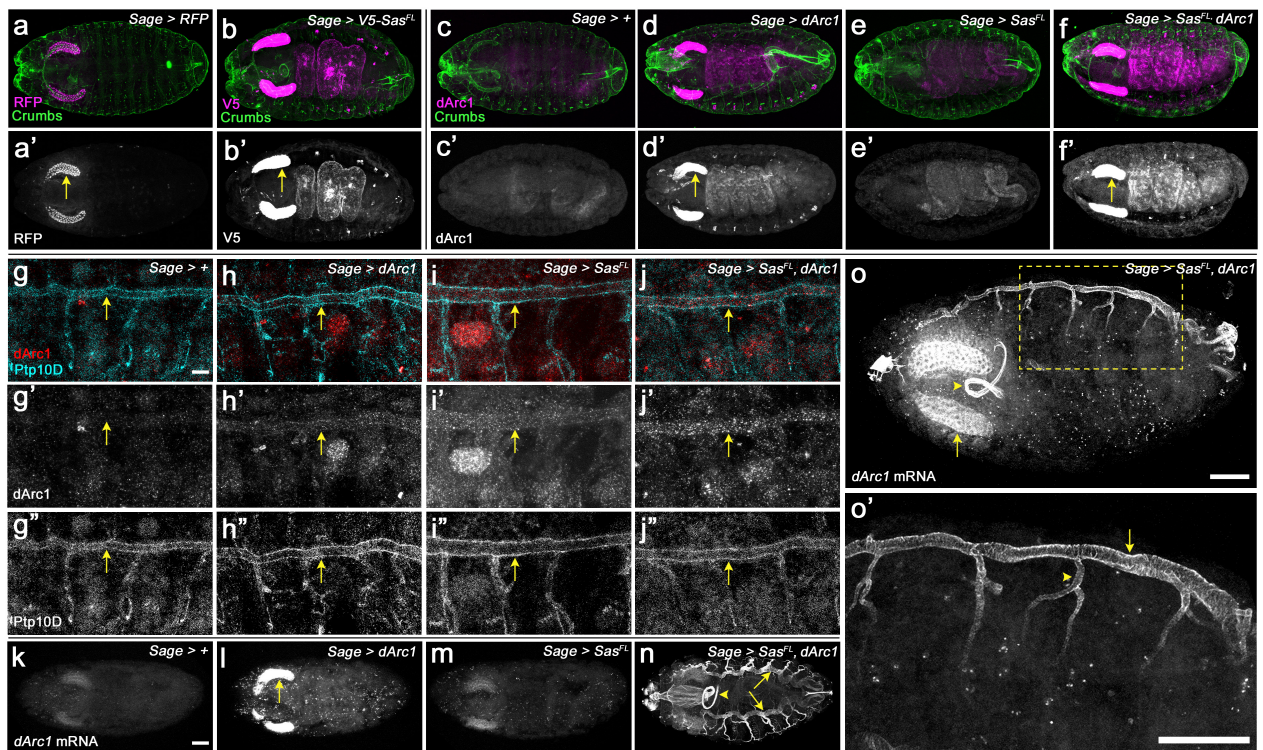 a
Sage > RFP
RFP
Crumbs
b
Sage > V5-Sas^FL
V5
Crumbs
c
Sage > +
dArc1
Crumbs
d
Sage > dArc1
e
Sage > Sas^FL
f
Sage > Sas^FL, dArc1
a'
RFP
b'
V5
c'
dArc1
d'
e'
f'
g
Sage > +
dArc1
Ptp10D
h
Sage > dArc1
i
Sage > Sas^FL
j
Sage > Sas^FL, dArc1
g'
dArc1
h'
i'
j'
g"
Ptp10D
h"
i"
j"
k
Sage > +
dArc1 mRNA
l
Sage > dArc1
m
Sage > Sas^FL
n
Sage > Sas^FL, dArc1
o
Sage > Sas^FL, dArc1
dArc1 mRNA
o'